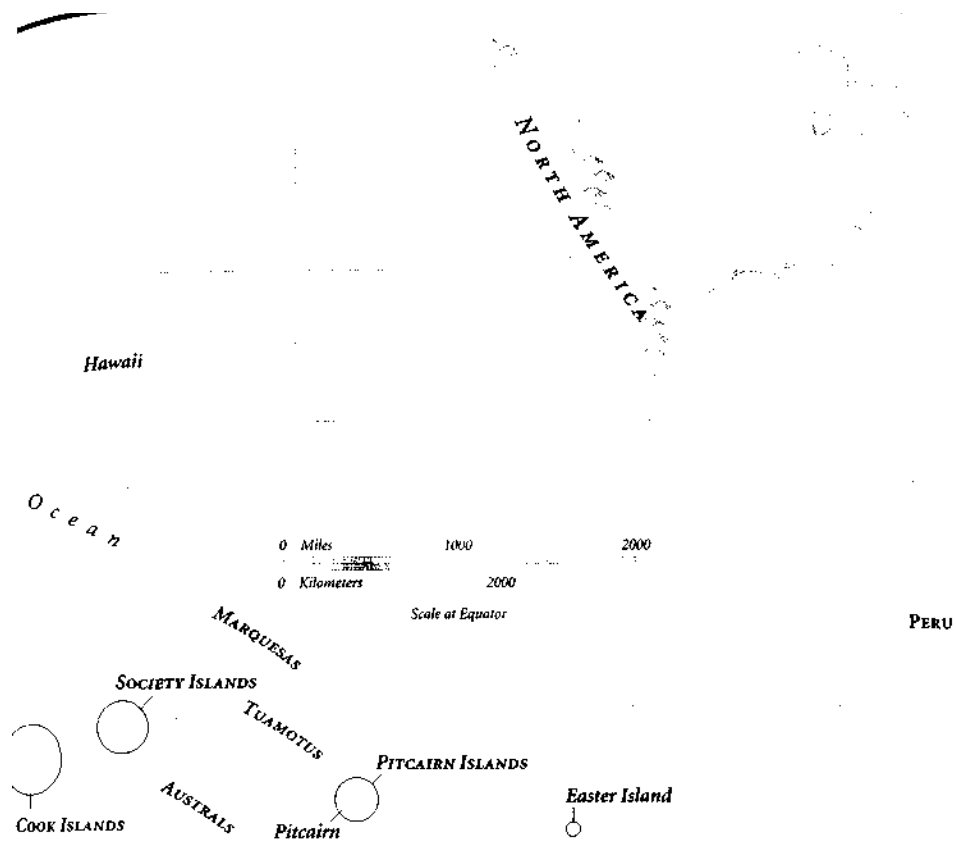 NORTH AMERICA
Hawaii
Ocean
0 Miles 1000 2000
0 Kilometers 2000
Scale at Equator
MARQUESAS
PERU
SOCIETY ISLANDS
TUAMOTUS
PITCAIRN ISLANDS
AUSTRALS
Easter Island
COOK ISLANDS
Pitcairn